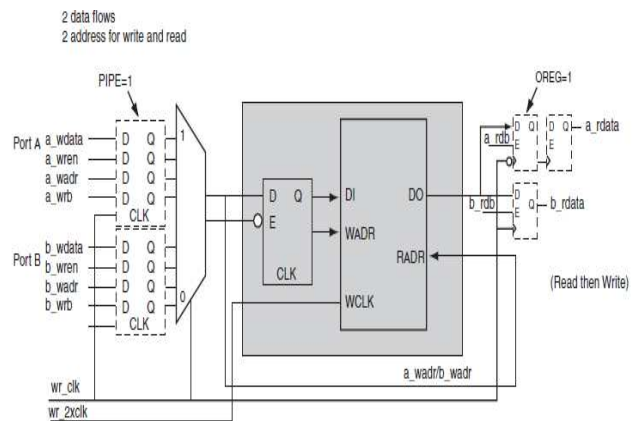 2 data flows
2 address for write and read
PIPE=1
OREG=1
Port A
a_wdata
a_wren
a_wadr
a_wrb
D Q
D Q
D Q
D Q
CLK
1
Port B
b_wdata
b_wren
b_wadr
b_wrb
D Q
D Q
D Q
D Q
CLK
0
D Q
E
CLK
DI
WADR
WCLK
DO
RADR
a_rdb
D Q
E
D Q
E
a_rdata
b_rdb
D
E
Q
b_rdata
(Read then Write)
a_wadr/b_wadr
wr_clk
wr_2xclk